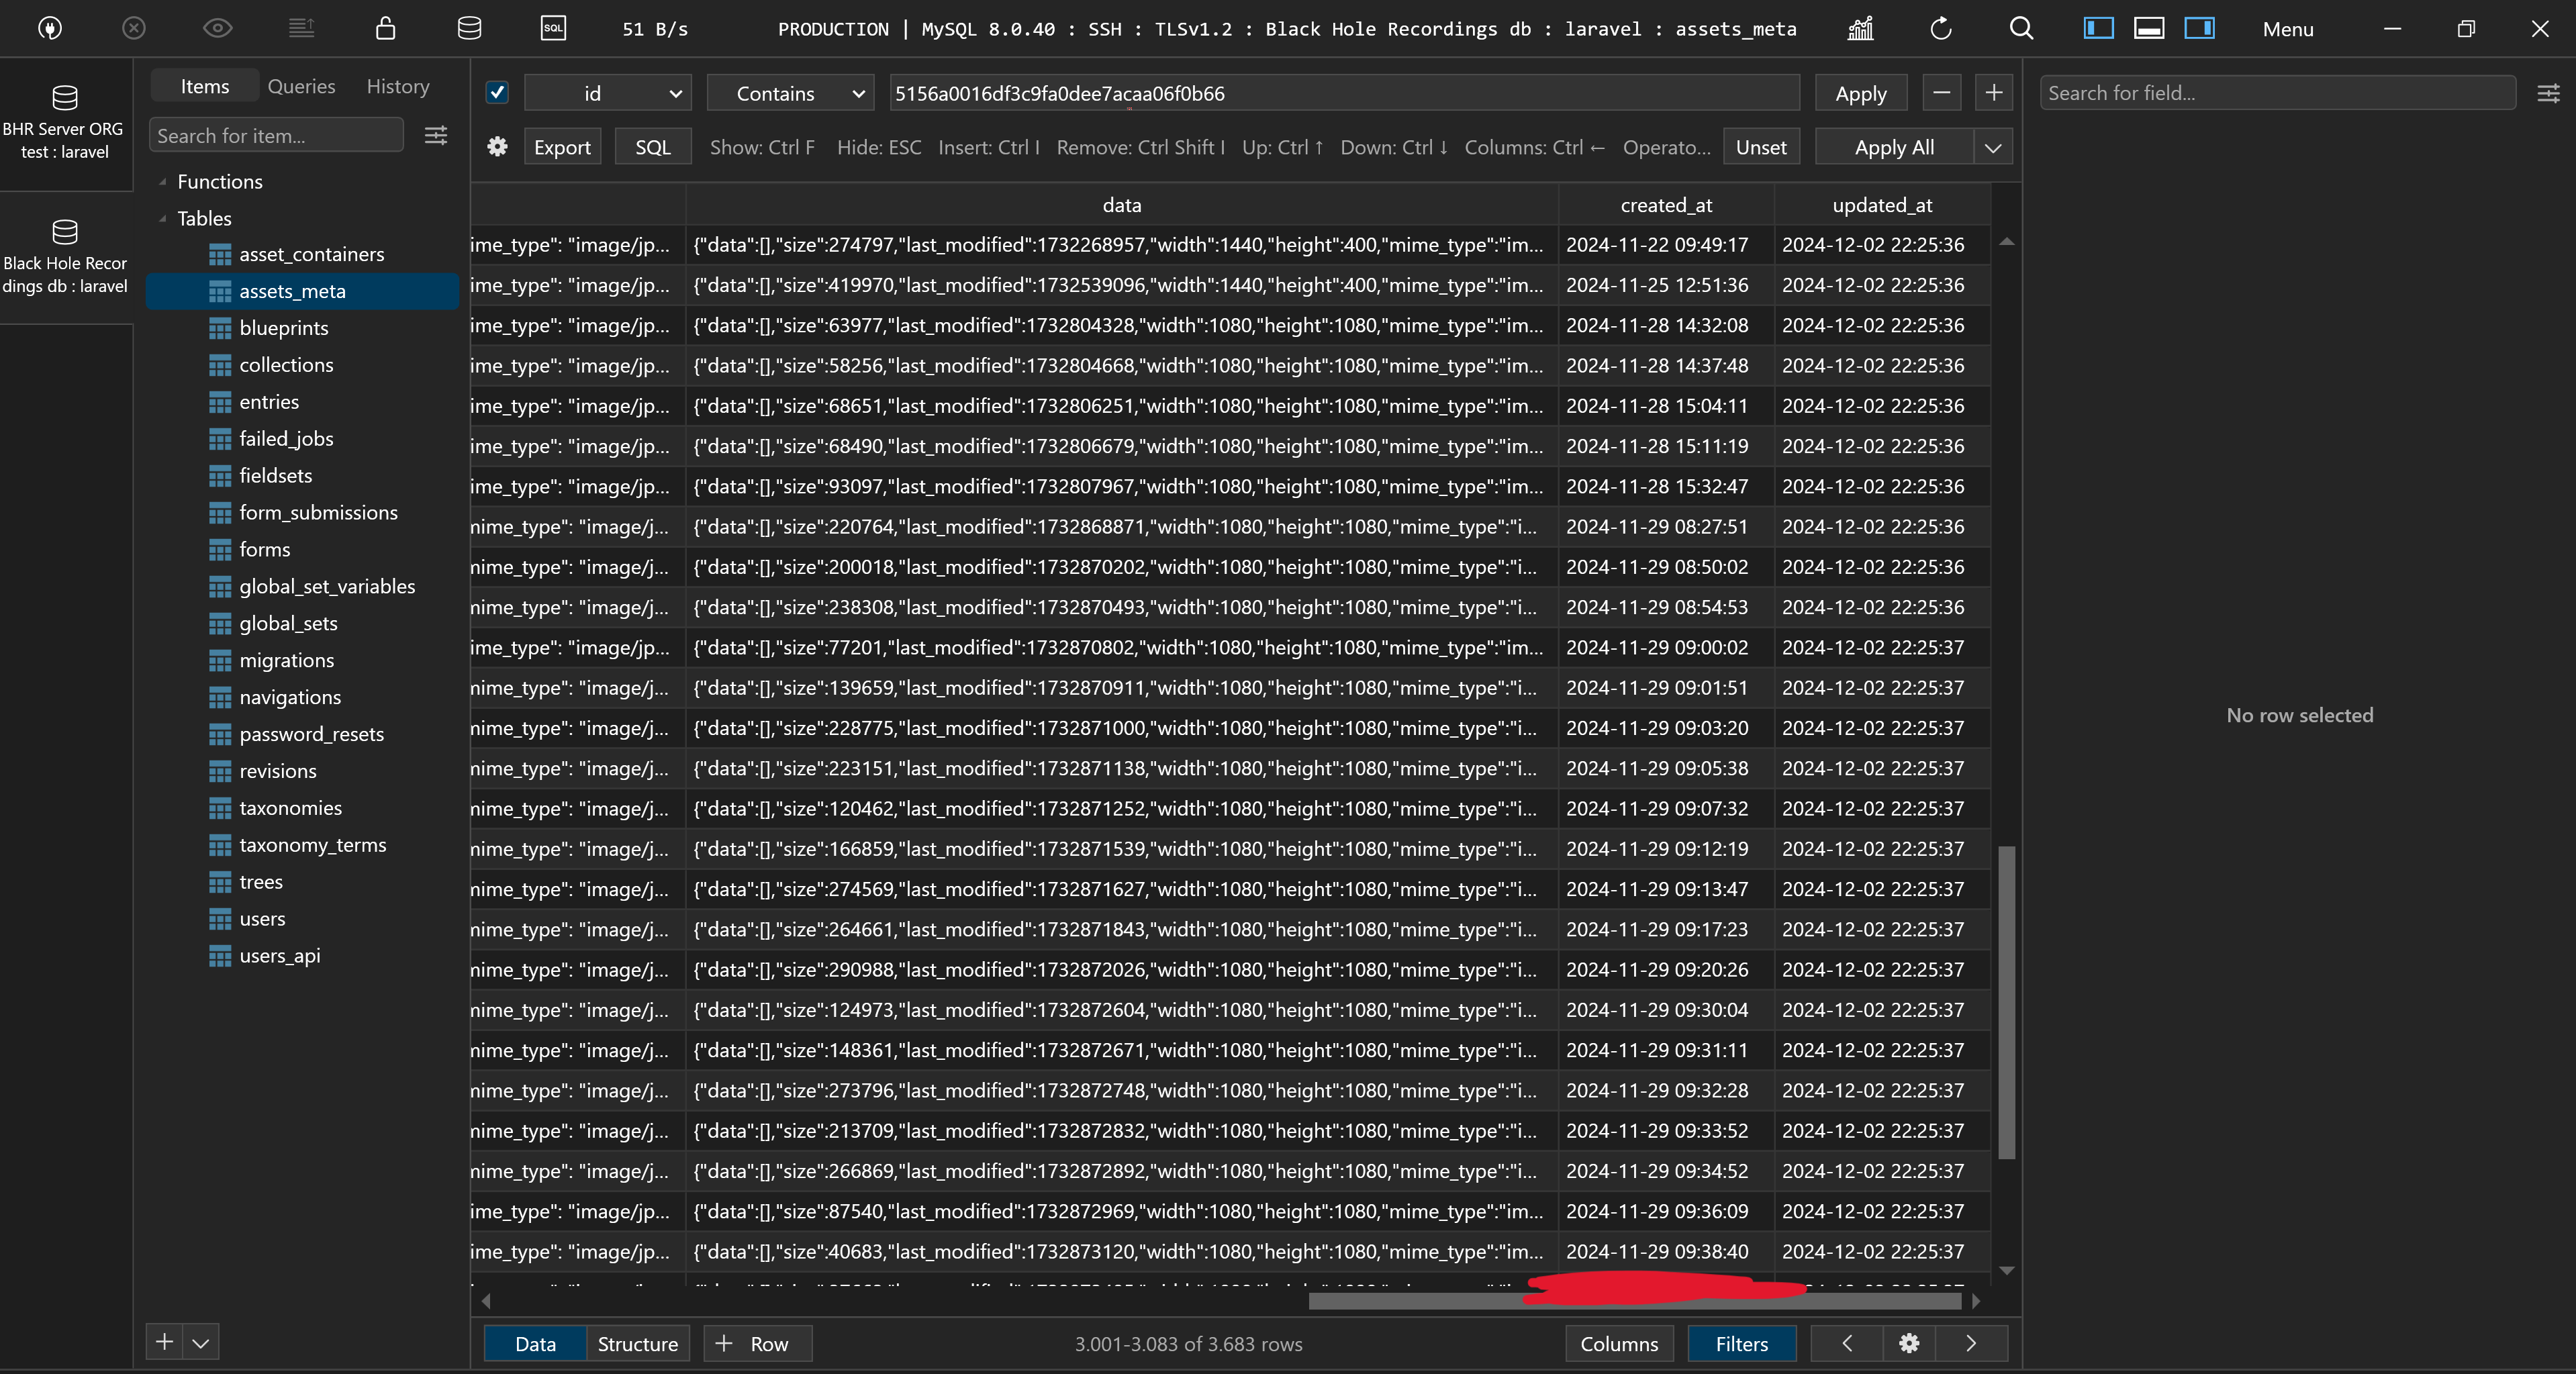 51 B/s PRODUCTION | MySQL 8.0.40 : SSH : TLSv1.2 : Black Hole Recordings db : laravel : assets_meta Menu
BHR Server ORG
test : laravel
Black Hole Recor
dings db : laravel
Items Queries History
Search for item...
Functions
Tables
asset_containers
assets_meta
blueprints
collections
entries
failed_jobs
fieldsets
form_submissions
forms
global_set_variables
global_sets
migrations
navigations
password_resets
revisions
taxonomies
taxonomy_terms
trees
users
users_api
id Contains 5156a0016df3c9fa0dee7acaa06f0b66 Apply
Export SQL Show: Ctrl F Hide: ESC Insert: Ctrl I Remove: Ctrl Shift I Up: Ctrl ↑ Down: Ctrl ↓ Columns: Ctrl ← Operato... Unset Apply All
data created_at updated_at
ime_type": "image/jp... {"data":[],"size":274797,"last_modified":1732268957,"width":1440,"height":400,"mime_type":"im... 2024-11-22 09:49:17 2024-12-02 22:25:36
ime_type": "image/jp... {"data":[],"size":419970,"last_modified":1732539096,"width":1440,"height":400,"mime_type":"im... 2024-11-25 12:51:36 2024-12-02 22:25:36
ime_type": "image/jp... {"data":[],"size":63977,"last_modified":1732804328,"width":1080,"height":1080,"mime_type":"im... 2024-11-28 14:32:08 2024-12-02 22:25:36
ime_type": "image/jp... {"data":[],"size":58256,"last_modified":1732804668,"width":1080,"height":1080,"mime_type":"im... 2024-11-28 14:37:48 2024-12-02 22:25:36
ime_type": "image/jp... {"data":[],"size":68651,"last_modified":1732806251,"width":1080,"height":1080,"mime_type":"im... 2024-11-28 15:04:11 2024-12-02 22:25:36
ime_type": "image/jp... {"data":[],"size":68490,"last_modified":1732806679,"width":1080,"height":1080,"mime_type":"im... 2024-11-28 15:11:19 2024-12-02 22:25:36
ime_type": "image/jp... {"data":[],"size":93097,"last_modified":1732807967,"width":1080,"height":1080,"mime_type":"im... 2024-11-28 15:32:47 2024-12-02 22:25:36
mime_type": "image/j... {"data":[],"size":220764,"last_modified":1732868871,"width":1080,"height":1080,"mime_type":"i... 2024-11-29 08:27:51 2024-12-02 22:25:36
mime_type": "image/j... {"data":[],"size":200018,"last_modified":1732870202,"width":1080,"height":1080,"mime_type":"i... 2024-11-29 08:50:02 2024-12-02 22:25:36
mime_type": "image/j... {"data":[],"size":238308,"last_modified":1732870493,"width":1080,"height":1080,"mime_type":"i... 2024-11-29 08:54:53 2024-12-02 22:25:36
ime_type": "image/jp... {"data":[],"size":77201,"last_modified":1732870802,"width":1080,"height":1080,"mime_type":"im... 2024-11-29 09:00:02 2024-12-02 22:25:37
mime_type": "image/j... {"data":[],"size":139659,"last_modified":1732870911,"width":1080,"height":1080,"mime_type":"i... 2024-11-29 09:01:51 2024-12-02 22:25:37
mime_type": "image/j... {"data":[],"size":228775,"last_modified":1732871000,"width":1080,"height":1080,"mime_type":"i... 2024-11-29 09:03:20 2024-12-02 22:25:37
mime_type": "image/j... {"data":[],"size":223151,"last_modified":1732871138,"width":1080,"height":1080,"mime_type":"i... 2024-11-29 09:05:38 2024-12-02 22:25:37
mime_type": "image/j... {"data":[],"size":120462,"last_modified":1732871252,"width":1080,"height":1080,"mime_type":"i... 2024-11-29 09:07:32 2024-12-02 22:25:37
mime_type": "image/j... {"data":[],"size":166859,"last_modified":1732871539,"width":1080,"height":1080,"mime_type":"i... 2024-11-29 09:12:19 2024-12-02 22:25:37
mime_type": "image/j... {"data":[],"size":274569,"last_modified":1732871627,"width":1080,"height":1080,"mime_type":"i... 2024-11-29 09:13:47 2024-12-02 22:25:37
mime_type": "image/j... {"data":[],"size":264661,"last_modified":1732871843,"width":1080,"height":1080,"mime_type":"i... 2024-11-29 09:17:23 2024-12-02 22:25:37
mime_type": "image/j... {"data":[],"size":290988,"last_modified":1732872026,"width":1080,"height":1080,"mime_type":"i... 2024-11-29 09:20:26 2024-12-02 22:25:37
mime_type": "image/j... {"data":[],"size":124973,"last_modified":1732872604,"width":1080,"height":1080,"mime_type":"i... 2024-11-29 09:30:04 2024-12-02 22:25:37
mime_type": "image/j... {"data":[],"size":148361,"last_modified":1732872671,"width":1080,"height":1080,"mime_type":"i... 2024-11-29 09:31:11 2024-12-02 22:25:37
mime_type": "image/j... {"data":[],"size":273796,"last_modified":1732872748,"width":1080,"height":1080,"mime_type":"i... 2024-11-29 09:32:28 2024-12-02 22:25:37
mime_type": "image/j... {"data":[],"size":213709,"last_modified":1732872832,"width":1080,"height":1080,"mime_type":"i... 2024-11-29 09:33:52 2024-12-02 22:25:37
mime_type": "image/j... {"data":[],"size":266869,"last_modified":1732872892,"width":1080,"height":1080,"mime_type":"i... 2024-11-29 09:34:52 2024-12-02 22:25:37
ime_type": "image/jp... {"data":[],"size":87540,"last_modified":1732872969,"width":1080,"height":1080,"mime_type":"im... 2024-11-29 09:36:09 2024-12-02 22:25:37
ime_type": "image/jp... {"data":[],"size":40683,"last_modified":1732873120,"width":1080,"height":1080,"mime_type":"im... 2024-11-29 09:38:40 2024-12-02 22:25:37
Data Structure + Row 3.001-3.083 of 3.683 rows Columns Filters
Search for field...
No row selected